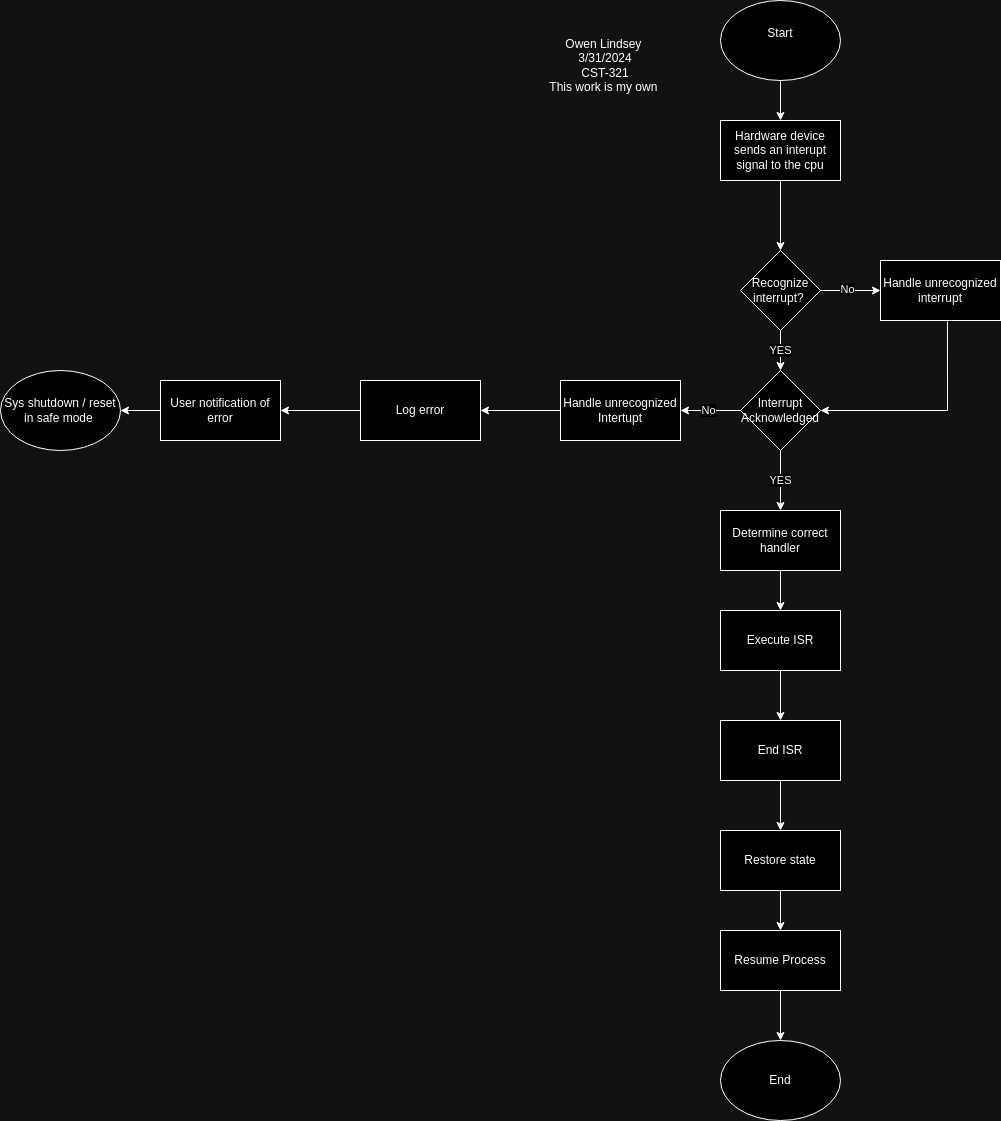 Start
Owen Lindsey
3/31/2024
CST-321
This work is my own
Hardware device
sends an interupt
signal to the cpu
Recognize
interrupt?
No
Handle unrecognized
interrupt
YES
Sys shutdown / reset
in safe mode
User notification of
error
Log error
Handle unrecognized
Intertupt
No
Interrupt
Acknowledged
YES
Determine correct
handler
Execute ISR
End ISR
Restore state
Resume Process
End